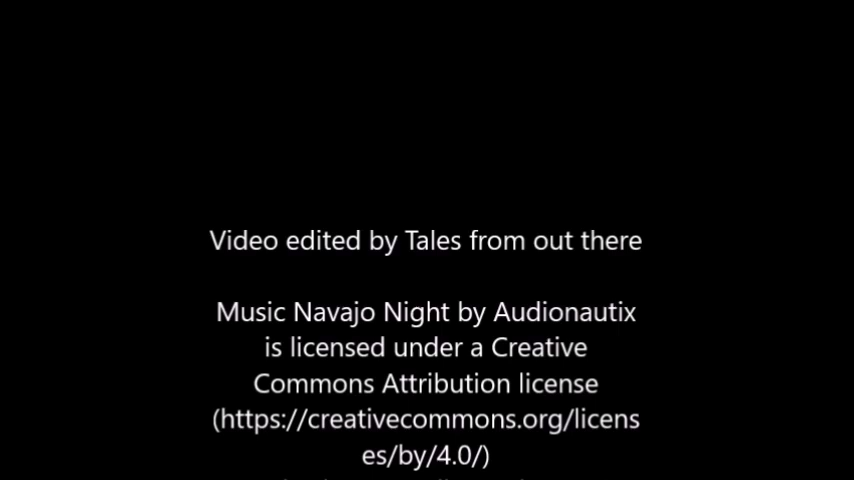 Video edited by Tales from out there
Music Navajo Night by Audionautix
is licensed under a Creative
Commons Attribution license
(https://creativecommons.org/licens
es/by/4.0/)